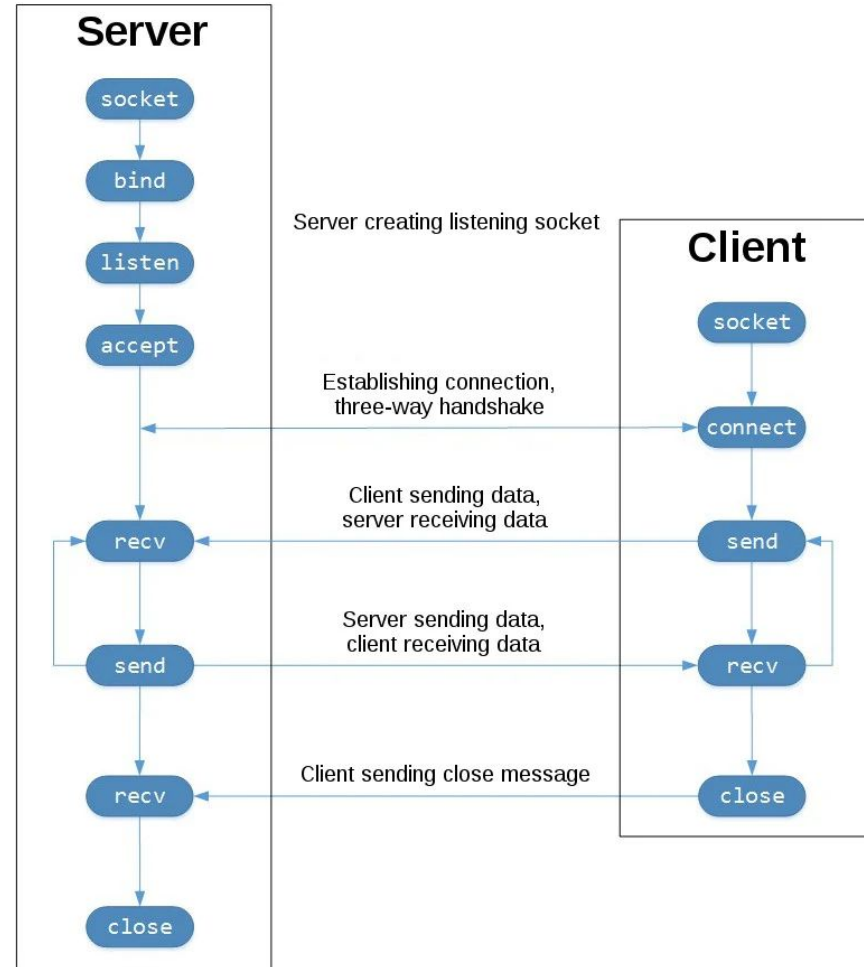 Server
socket
bind
Server creating listening socket
listen
Client
socket
accept
Establishing connection,
three-way handshake
connect
Client sending data,
server receiving data
recv
send
Server sending data,
client receiving data
send
recv
Client sending close message
recv
close
close